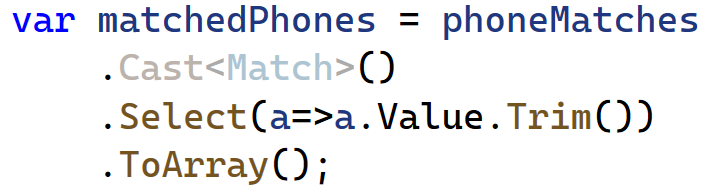 var matchedPhones = phoneMatches
    .Cast<Match>()
    .Select(a=>a.Value.Trim())
    .ToArray();